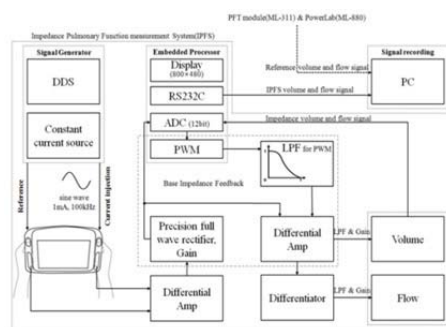 PFT module(ML-311) & PowerLab(ML-880)
Impedance Pulmonary Function meansurement System(IPFS)
Signal Generator
Embedded Processor
Signal recording
DDS
Display
(800×480)
Reference volume and flow signal
PC
RS232C
IPFS volume and flow signal
Constant
current source
ADC (12bit)
Impedance volume and flow signal
PWM
LPF for PWM
sine wave
1mA, 100kHz
Reference
Current injection
Base Impedance Feedback
Precision full
wave rectifier,
Gain
Differential
Amp
LPF & Gain
Volume
Differential
Amp
Differentiator
LPF & Gain
Flow